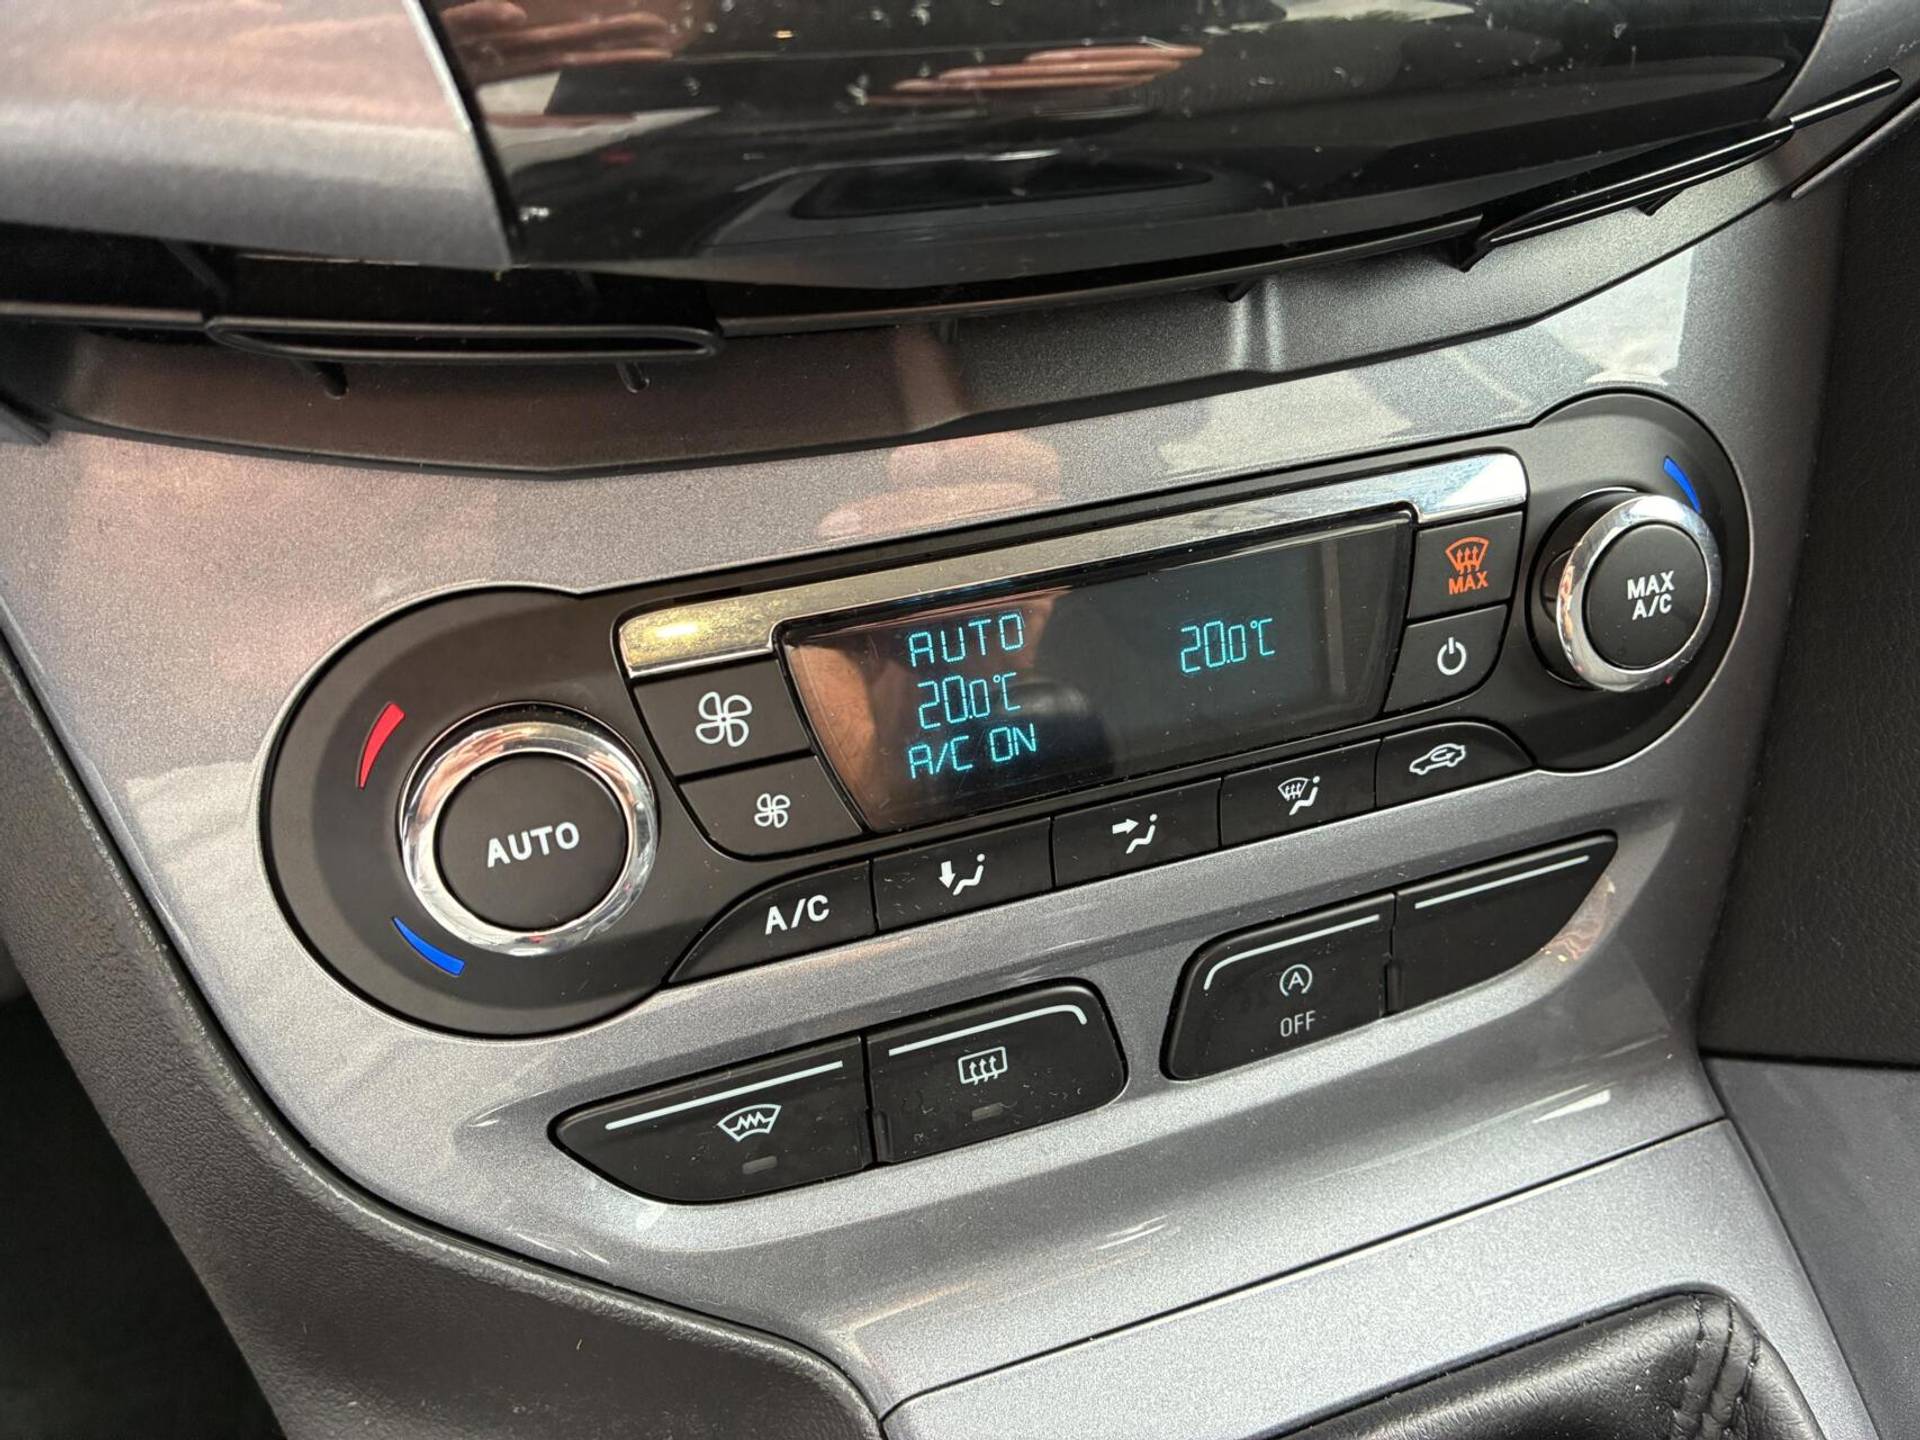 MAX
MAX
A/C
AUTO
20.0°C
20.0°C
A/C ON
AUTO
A/C
A
OFF